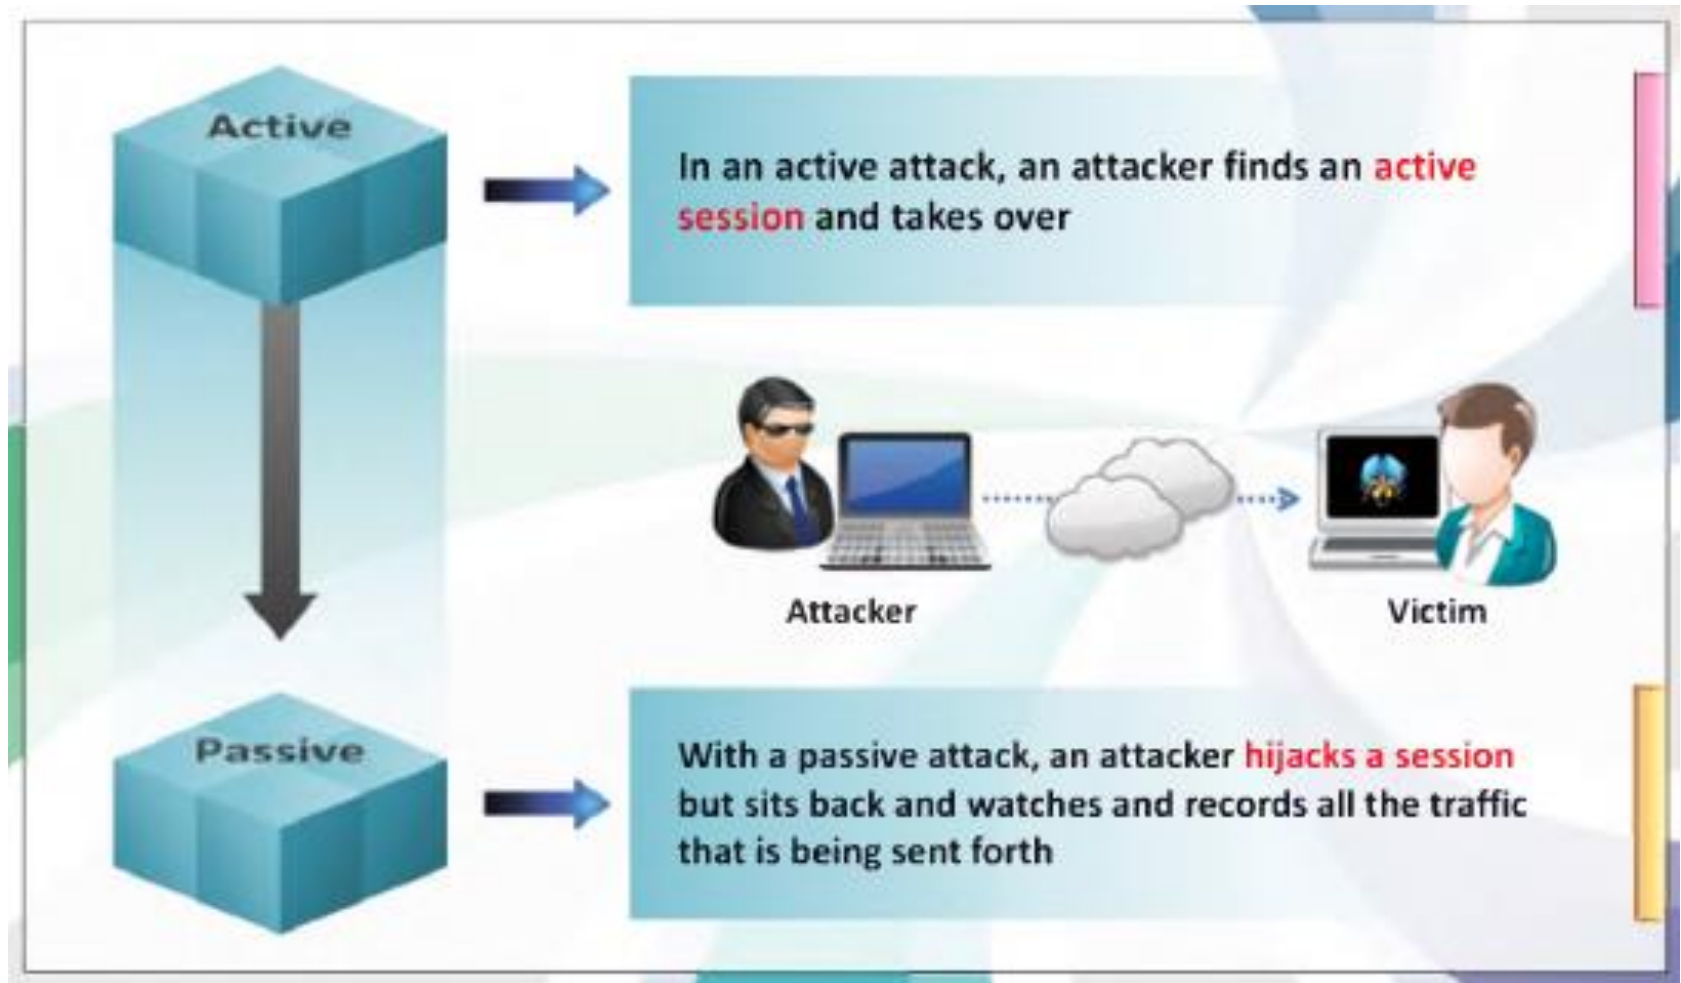 Active
In an active attack, an attacker finds an active
session and takes over
Attacker
Victim
Passive
With a passive attack, an attacker hijacks a session
but sits back and watches and records all the traffic
that is being sent forth